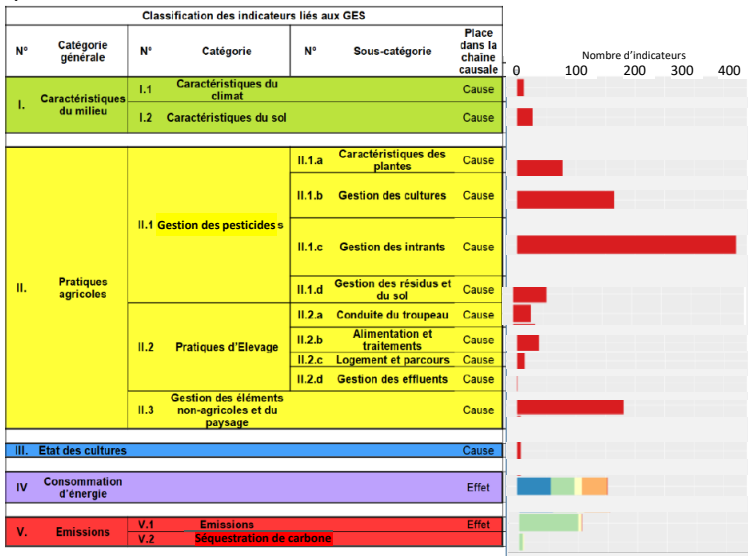 Classification des indicateurs liés aux GES
N°
Catégorie
générale
N°
Catégorie
N°
Sous-catégorie
Place
dans la
chaine
causale
Nombre d'indicateurs
0 100 200 300 400
I.
Caractéristiques
du milieu
I.1
Caractéristiques du
climat
Cause
I.2 Caractéristiques du sol Cause
II.
Pratiques
agricoles
II.1 Gestion des pesticides
II.1.a
Caractéristiques des
plantes
Cause
II.1.b Gestion des cultures Cause
II.1.c Gestion des intrants Cause
II.1.d
Gestion des résidus et
du sol
Cause
II.2 Pratiques d'Elevage
II.2.a Conduite du troupeau Cause
II.2.b
Alimentation et
traitements
Cause
II.2.c Logement et parcours Cause
II.2.d Gestion des effluents Cause
II.3
Gestion des éléments
non-agricoles et du
paysage
Cause
III. Etat des cultures Cause
IV
Consommation
d'énergie
Effet
V. Emissions
V.1 Emissions Effet
V.2 Séquestration de carbone